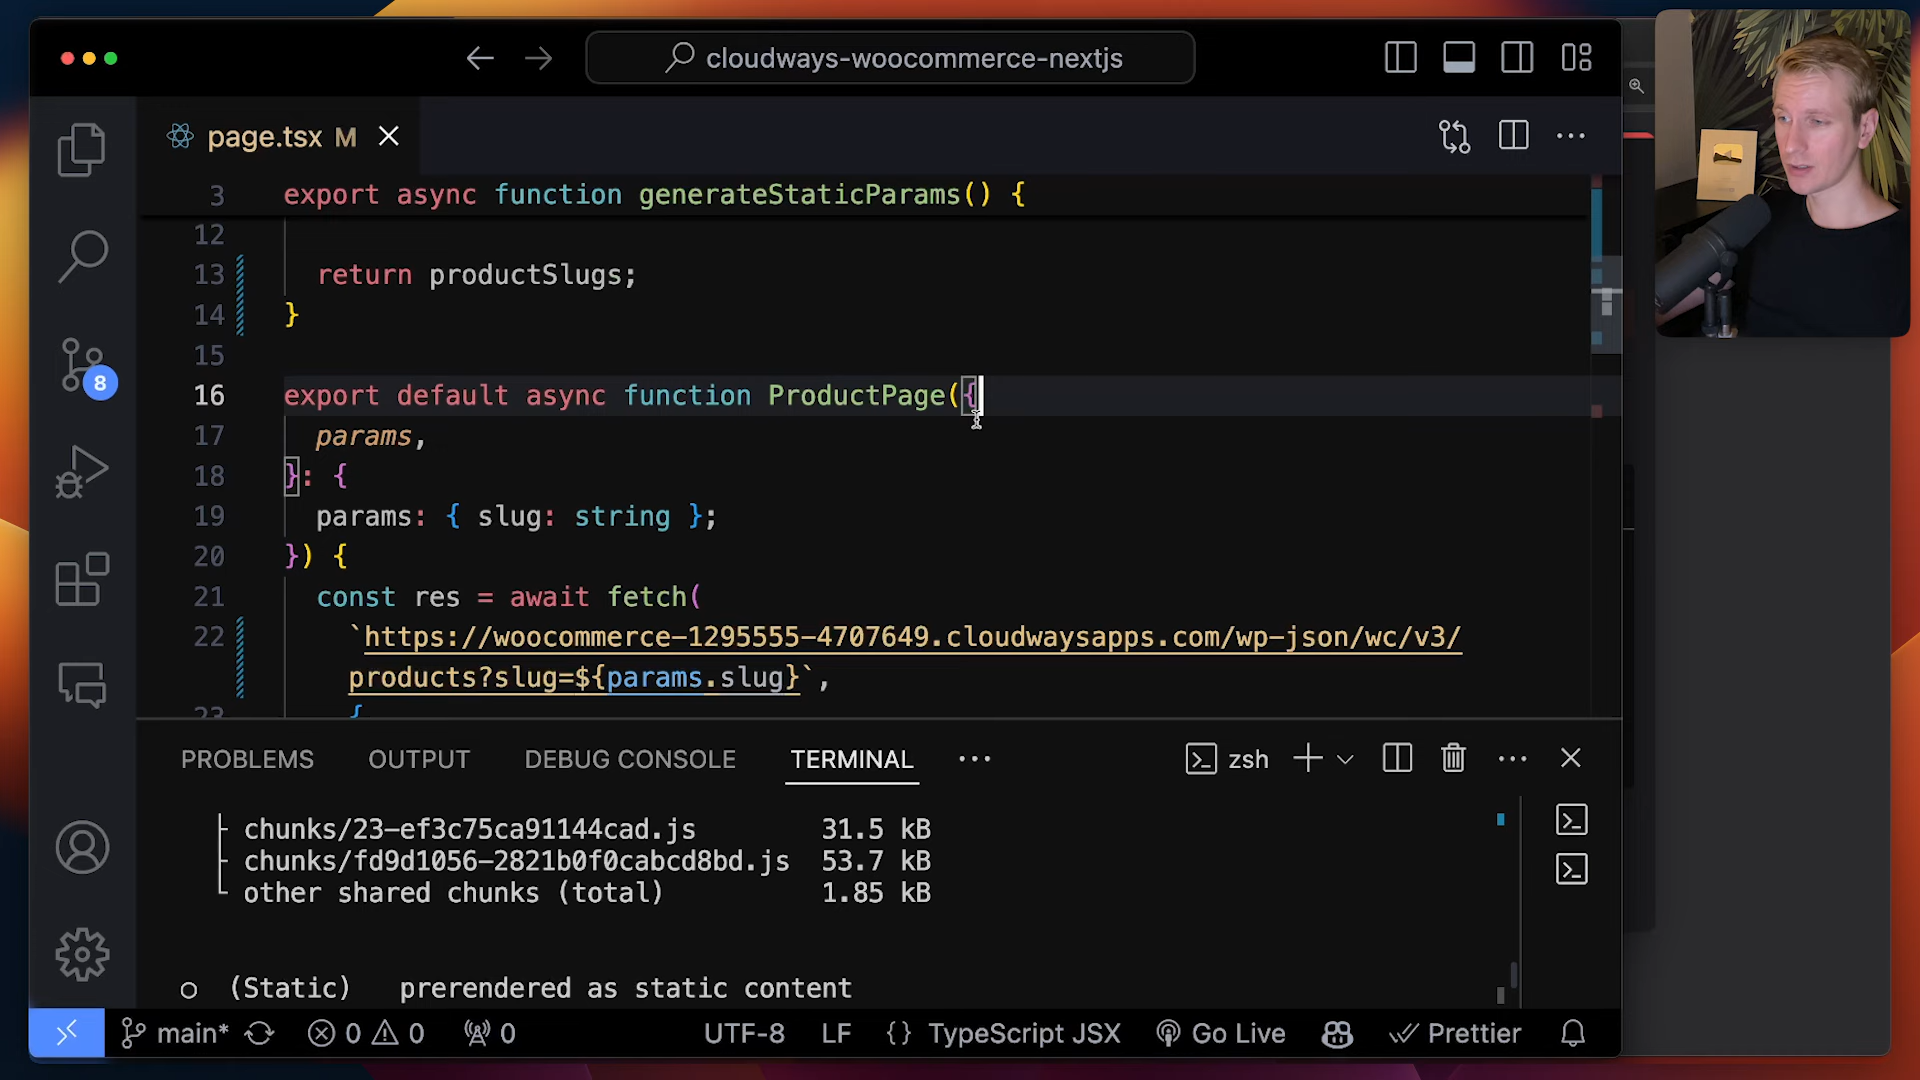 cloudways-woocommerce-nextjs
page.tsx M
3 export async function generateStaticParams() {
12
13 return productSlugs;
14 }
15
16 export default async function ProductPage({
17 params,
18 }: {
19 params: { slug: string };
20 }) {
21 const res = await fetch(
22 `https://woocommerce-1295555-4707649.cloudwaysapps.com/wp-json/wc/v3/
products?slug=${params.slug}`,
23 {
8
PROBLEMS OUTPUT DEBUG CONSOLE TERMINAL ... zsh
├ chunks/23-ef3c75ca91144cad.js 31.5 kB
├ chunks/fd9d1056-2821b0f0cabcd8bd.js 53.7 kB
└ other shared chunks (total) 1.85 kB
○ (Static) prerendered as static content
main* 0 0 0 UTF-8 LF {} TypeScript JSX Go Live Prettier